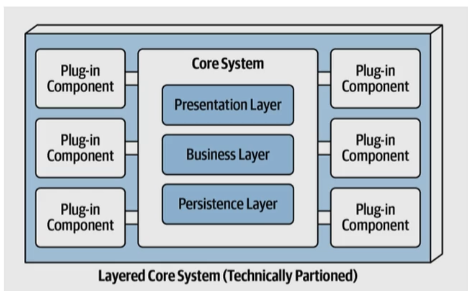 Plug-in
Component
Core System
Plug-in
Component
Presentation Layer
Plug-in
Component
Business Layer
Plug-in
Component
Plug-in
Component
Persistence Layer
Plug-in
Component
Layered Core System (Technically Partioned)